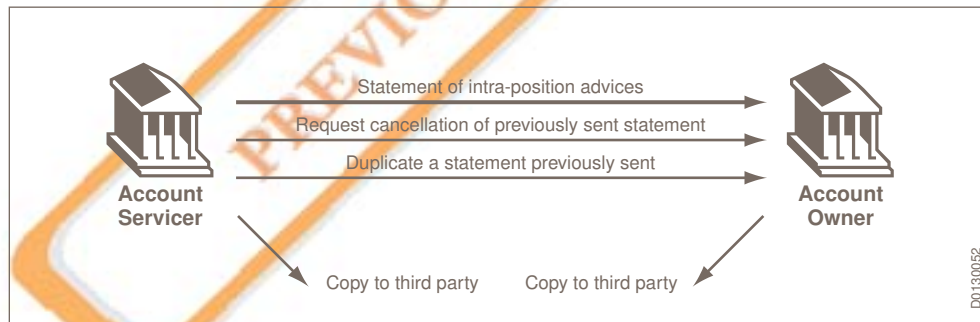 PREVIC
Statement of intra-position advices
Request cancellation of previously sent statement
Duplicate a statement previously sent
Account
Servicer
Account
Owner
Copy to third party
Copy to third party
D0130052